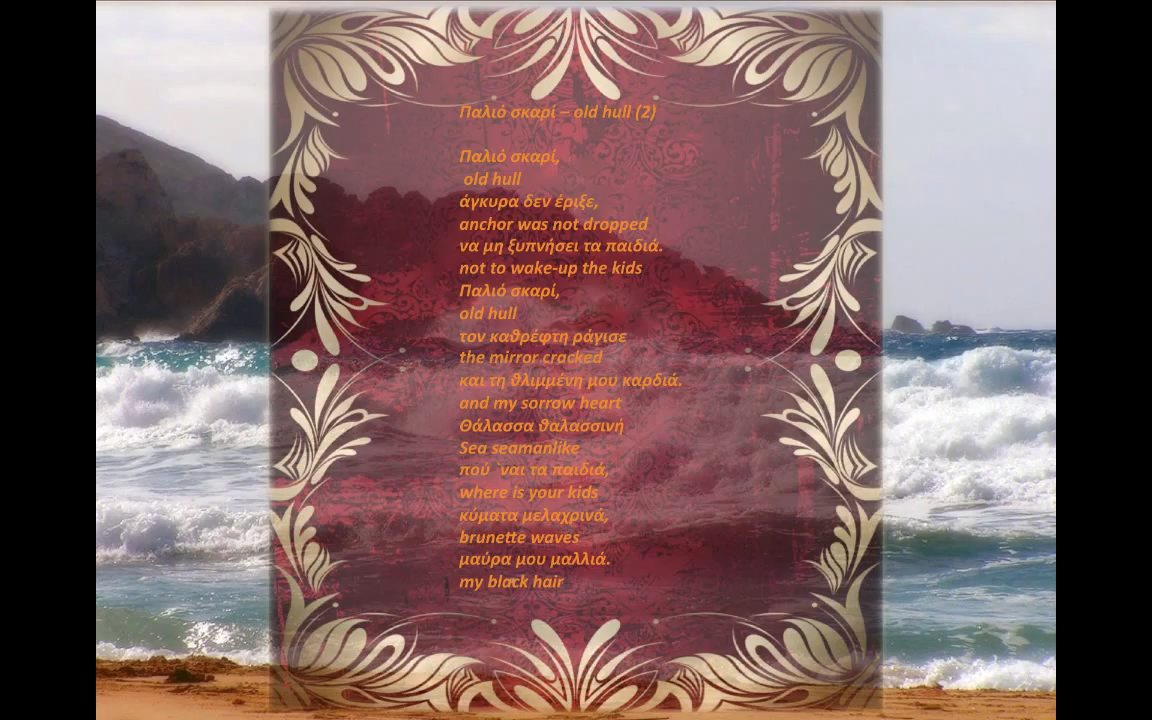 Παλιό σκαρί – old hull (2)
Παλιό σκαρί,
old hull
άγκυρα δεν έριξε,
anchor was not dropped
να μη ξυπνήσει τα παιδιά.
not to wake-up the kids
Παλιό σκαρί,
old hull
τον καθρέφτη ράγισε
the mirror cracked
και τη θλιμμένη μου καρδιά.
and my sorrow heart
Θάλασσα θαλασσινή
Sea seamanlike
πού `ναι τα παιδιά,
where is your kids
κύματα μελαχρινά,
brunette waves
μαύρα μου μαλλιά.
my black hair